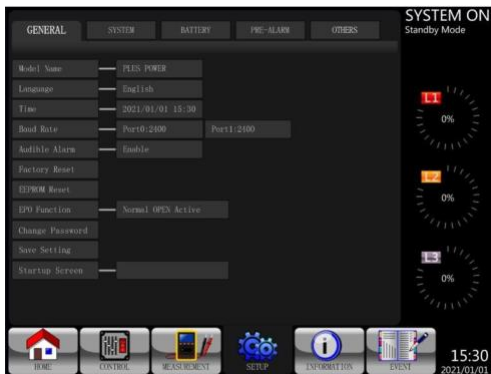 SYSTEM ON
Standby Mode
GENERAL SYSTEM BATTERY PRE-ALARM OTHERS
Model Name PLES POWER
Language English
Time 2021/01/01 15:30
Baud Rate Port0:2400 Port1:2400
Audible Alarm Enable
Factory Reset
EEPROM Reset
EPO Function Normal OPEN Active
Change Password
Save Setting
Startup Screen
L1
0%
L2
0%
L3
0%
HOME CONTROL MEASUREMENT SETUP INFORMATION EVENT
15:30
2021/01/01